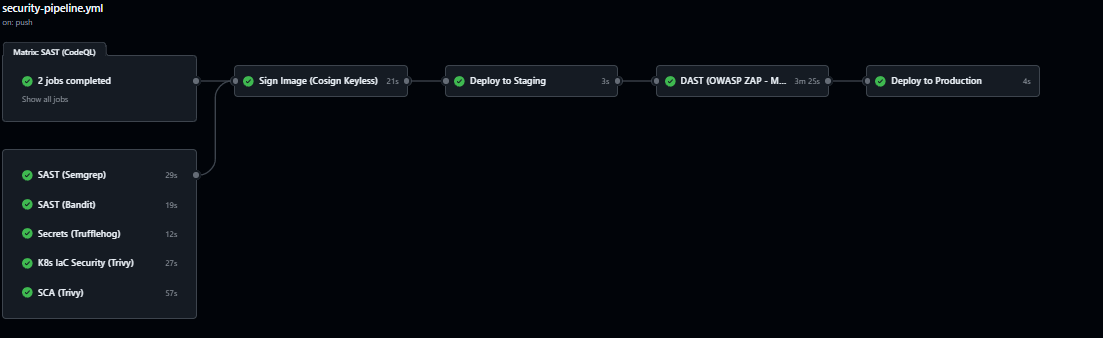 security-pipeline.yml
on: push
Matrix: SAST (CodeQL)
2 jobs completed
Show all jobs
Sign Image (Cosign Keyless) 21s
Deploy to Staging 3s
DAST (OWASP ZAP - M... 3m 25s
Deploy to Production 4s
SAST (Semgrep) 29s
SAST (Bandit) 19s
Secrets (Trufflehog) 12s
K8s IaC Security (Trivy) 27s
SCA (Trivy) 57s